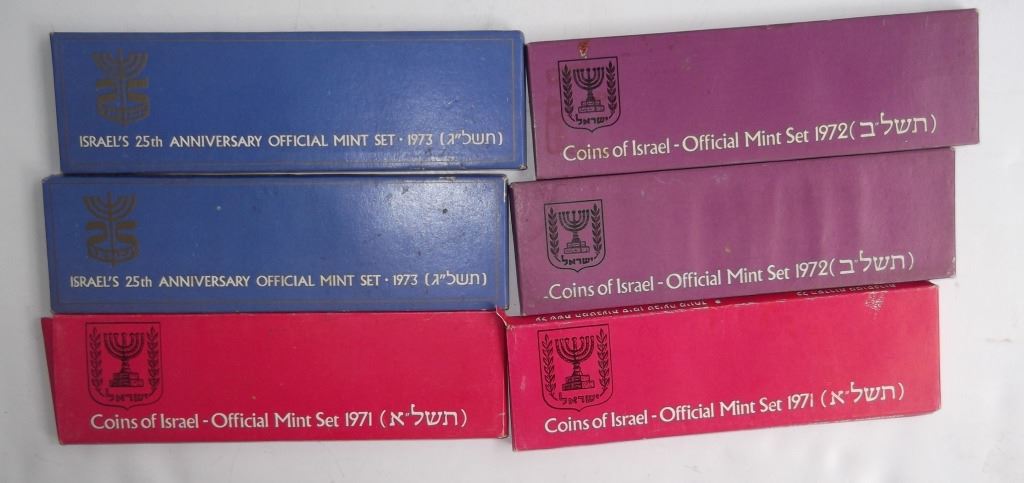 ISRAEL'S 25th ANNIVERSARY OFFICIAL MINT SET · 1973 (תשל״ג)
ישראל
Coins of Israel - Official Mint Set 1972 (תשל״ב)
ISRAEL'S 25th ANNIVERSARY OFFICIAL MINT SET · 1973 (תשל״ג)
ישראל
Coins of Israel - Official Mint Set 1972 (תשל״ב)
ישראל
Coins of Israel - Official Mint Set 1971 (תשל״א)
ישראל
Coins of Israel - Official Mint Set 1971 (תשל״א)